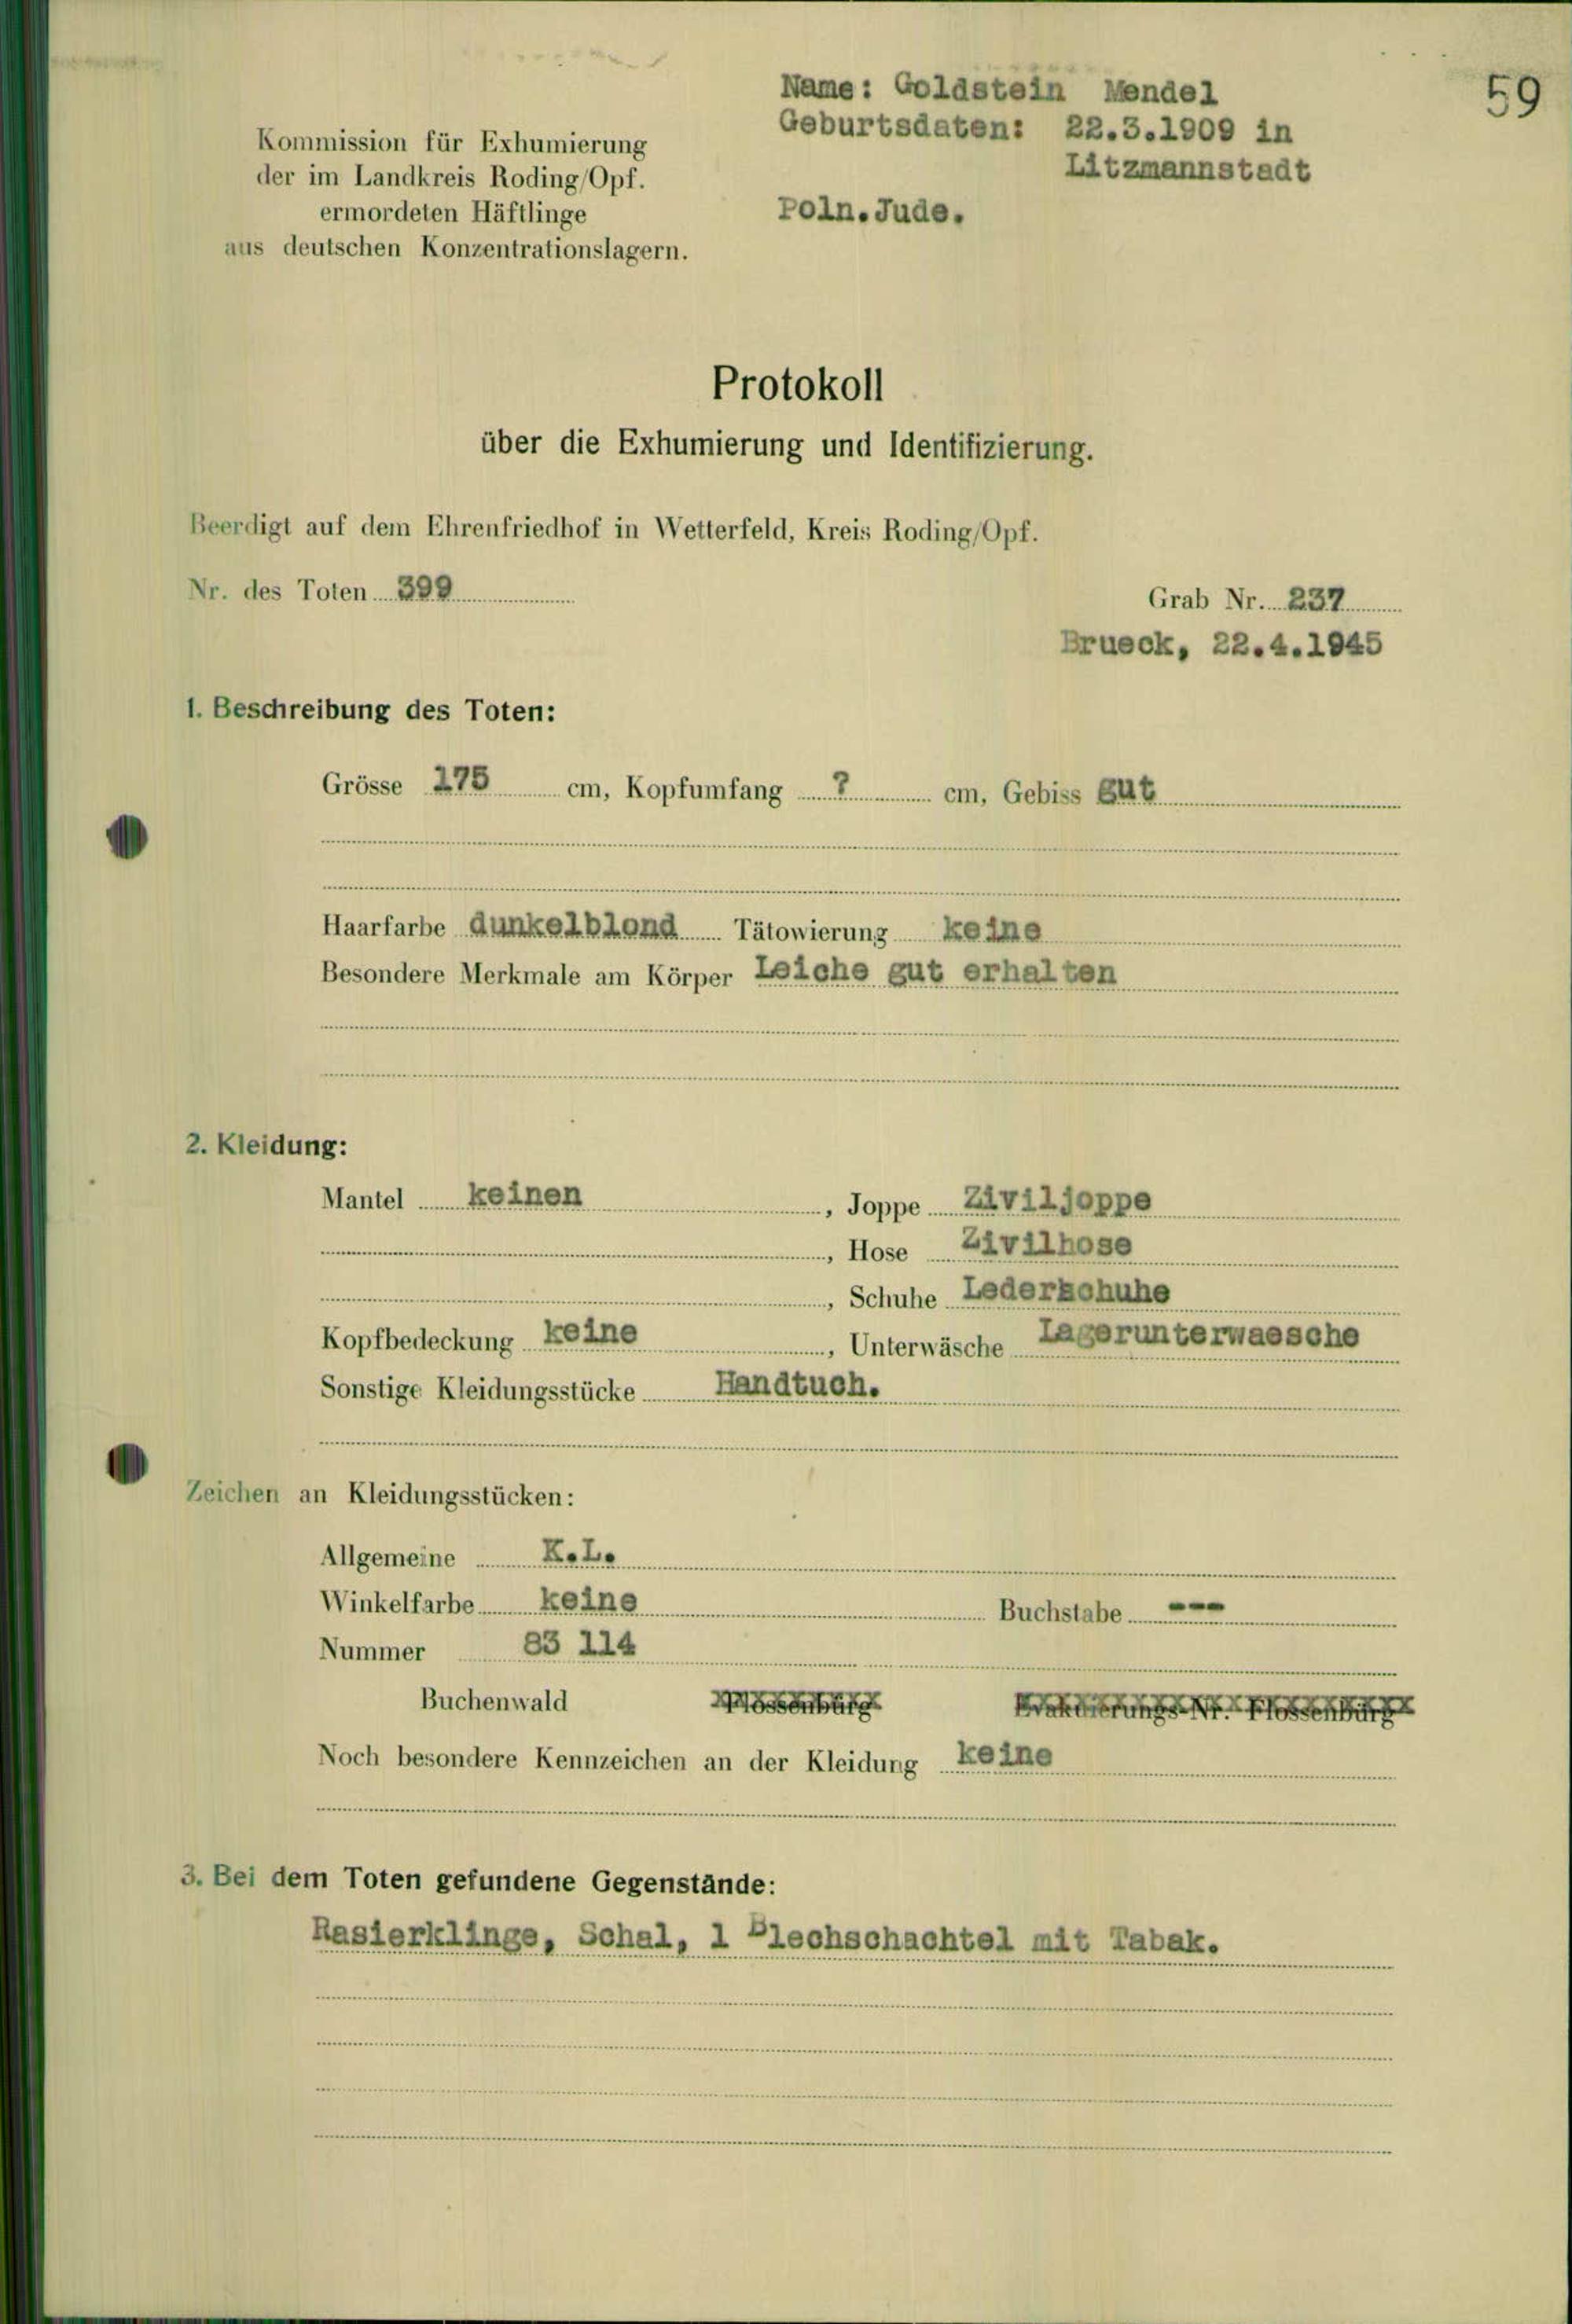 59
Name: Goldstein Mendel
Geburtsdaten: 22.3.1909 in
Litzmannstadt
Poln.Jude.
Kommission für Exhumierung
der im Landkreis Roding/Opf.
ermordeten Häftlinge
aus deutschen Konzentrationslagern.
Protokoll
über die Exhumierung und Identifizierung.
Beerdigt auf dem Ehrenfriedhof in Wetterfeld, Kreis Roding/Opf.
Nr. des Toten 399
Grab Nr. 237
Brueck, 22.4.1945
1. Beschreibung des Toten:
Grösse 175 cm, Kopfumfang ? cm, Gebiss gut
Haarfarbe dunkelblond Tätowierung keine
Besondere Merkmale am Körper Leiche gut erhalten
2. Kleidung:
Mantel keinen, Joppe Ziviljoppe
, Hose Zivilhose
, Schuhe Lederschuhe
Kopfbedeckung keine, Unterwäsche Lagerunterwaesche
Sonstige Kleidungsstücke Handtuch.
Zeichen an Kleidungsstücken:
Allgemeine K.L.
Winkelfarbe keine Buchstabe ---
Nummer 83 114
Buchenwald Flossenbürg Evakuierungs-Nr. Flossenbürg
Noch besondere Kennzeichen an der Kleidung keine
3. Bei dem Toten gefundene Gegenstände:
Rasierklinge, Schal, 1 Blechschachtel mit Tabak.